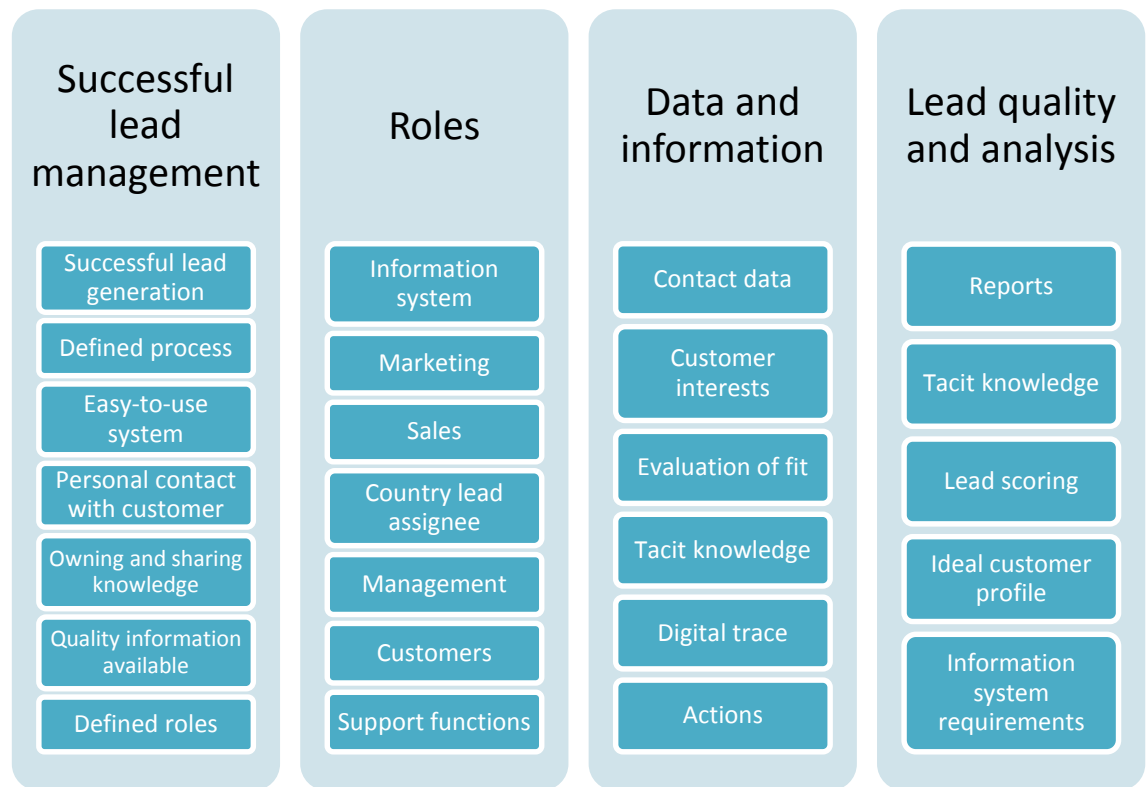 Successful
lead
management
Successful lead
generation
Defined process
Easy-to-use
system
Personal contact
with customer
Owning and sharing
knowledge
Quality information
available
Defined roles
Roles
Information
system
Marketing
Sales
Country lead
assignee
Management
Customers
Support functions
Data and
information
Contact data
Customer
interests
Evaluation of fit
Tacit knowledge
Digital trace
Actions
Lead quality
and analysis
Reports
Tacit knowledge
Lead scoring
Ideal customer
profile
Information
system
requirements